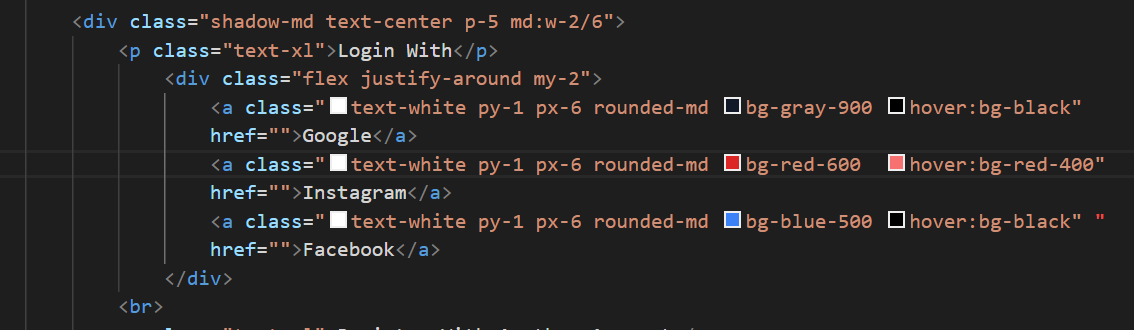 <div class="shadow-md text-center p-5 md:w-2/6">
<p class="text-xl">Login With</p>
<div class="flex justify-around my-2">
<a class="text-white py-1 px-6 rounded-md bg-gray-900 hover:bg-black"
href="">Google</a>
<a class="text-white py-1 px-6 rounded-md bg-red-600 hover:bg-red-400"
href="">Instagram</a>
<a class="text-white py-1 px-6 rounded-md bg-blue-500 hover:bg-black" "
href="">Facebook</a>
</div>
<br>